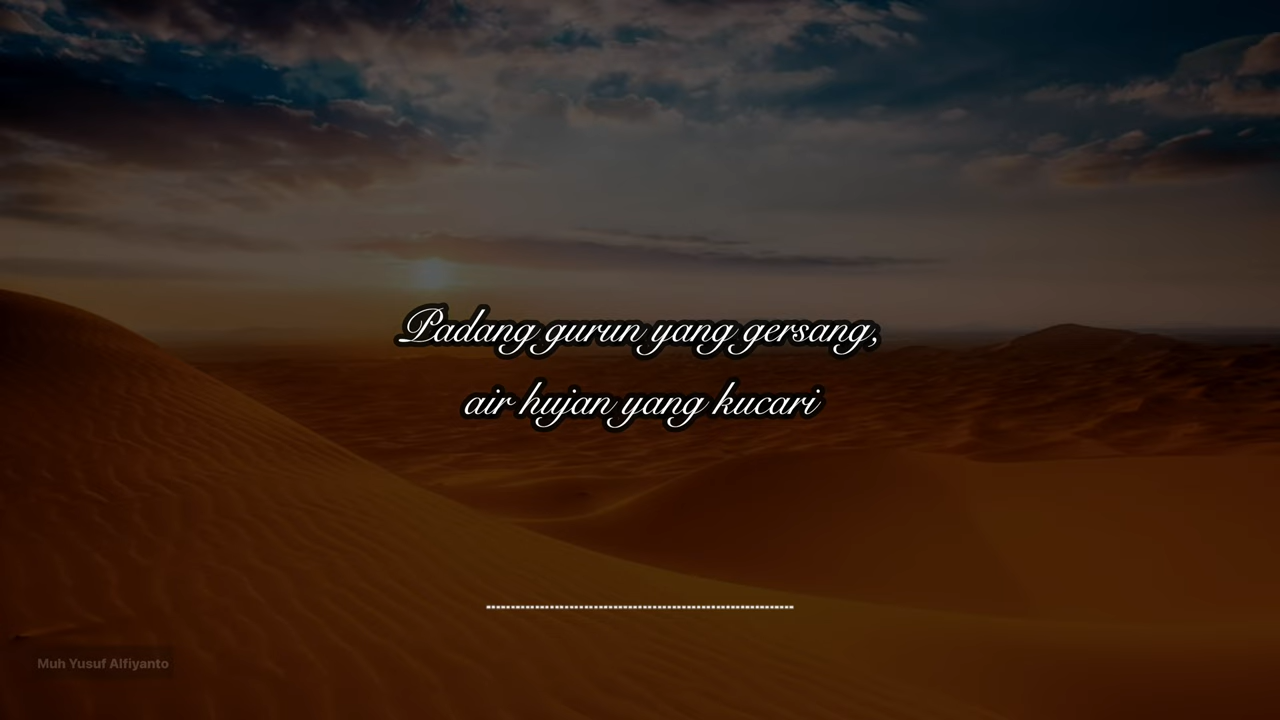 Padang gurun yang gersang,
air hujan yang kucari
Muh Yusuf Alfiyanto